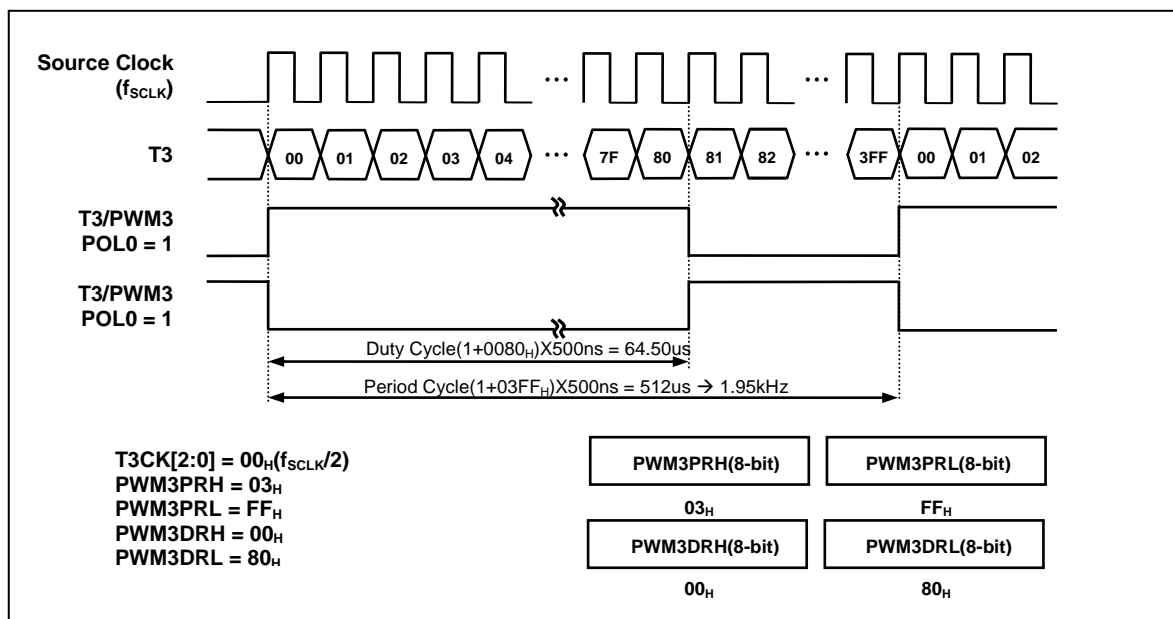 Source Clock
(fSCLK)
T3
00 01 02 03 04 ... 7F 80 81 82 ... 3FF 00 01 02
T3/PWM3
POL0 = 1
T3/PWM3
POL0 = 1
Duty Cycle(1+0080H)X500ns = 64.50us
Period Cycle(1+03FFH)X500ns = 512us → 1.95kHz
T3CK[2:0] = 00H(fSCLK/2)
PWM3PRH = 03H
PWM3PRL = FFH
PWM3DRH = 00H
PWM3DRL = 80H
PWM3PRH(8-bit) PWM3PRL(8-bit)
03H FFH
PWM3DRH(8-bit) PWM3DRL(8-bit)
00H 80H